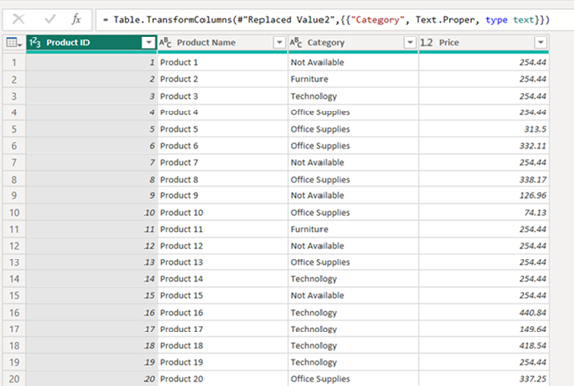 = Table.TransformColumns(#"Replaced Value2",{{"Category", Text.Proper, type text}})
1²3 Product ID ABC Product Name ABC Category 1.2 Price
1 1 Product 1 Not Available 254.44
2 2 Product 2 Furniture 254.44
3 3 Product 3 Technology 254.44
4 4 Product 4 Office Supplies 254.44
5 5 Product 5 Office Supplies 313.5
6 6 Product 6 Office Supplies 332.11
7 7 Product 7 Not Available 254.44
8 8 Product 8 Office Supplies 338.17
9 9 Product 9 Not Available 126.96
10 10 Product 10 Office Supplies 74.13
11 11 Product 11 Furniture 254.44
12 12 Product 12 Not Available 254.44
13 13 Product 13 Office Supplies 254.44
14 14 Product 14 Technology 254.44
15 15 Product 15 Not Available 254.44
16 16 Product 16 Technology 440.84
17 17 Product 17 Technology 149.64
18 18 Product 18 Technology 418.54
19 19 Product 19 Technology 254.44
20 20 Product 20 Office Supplies 337.25